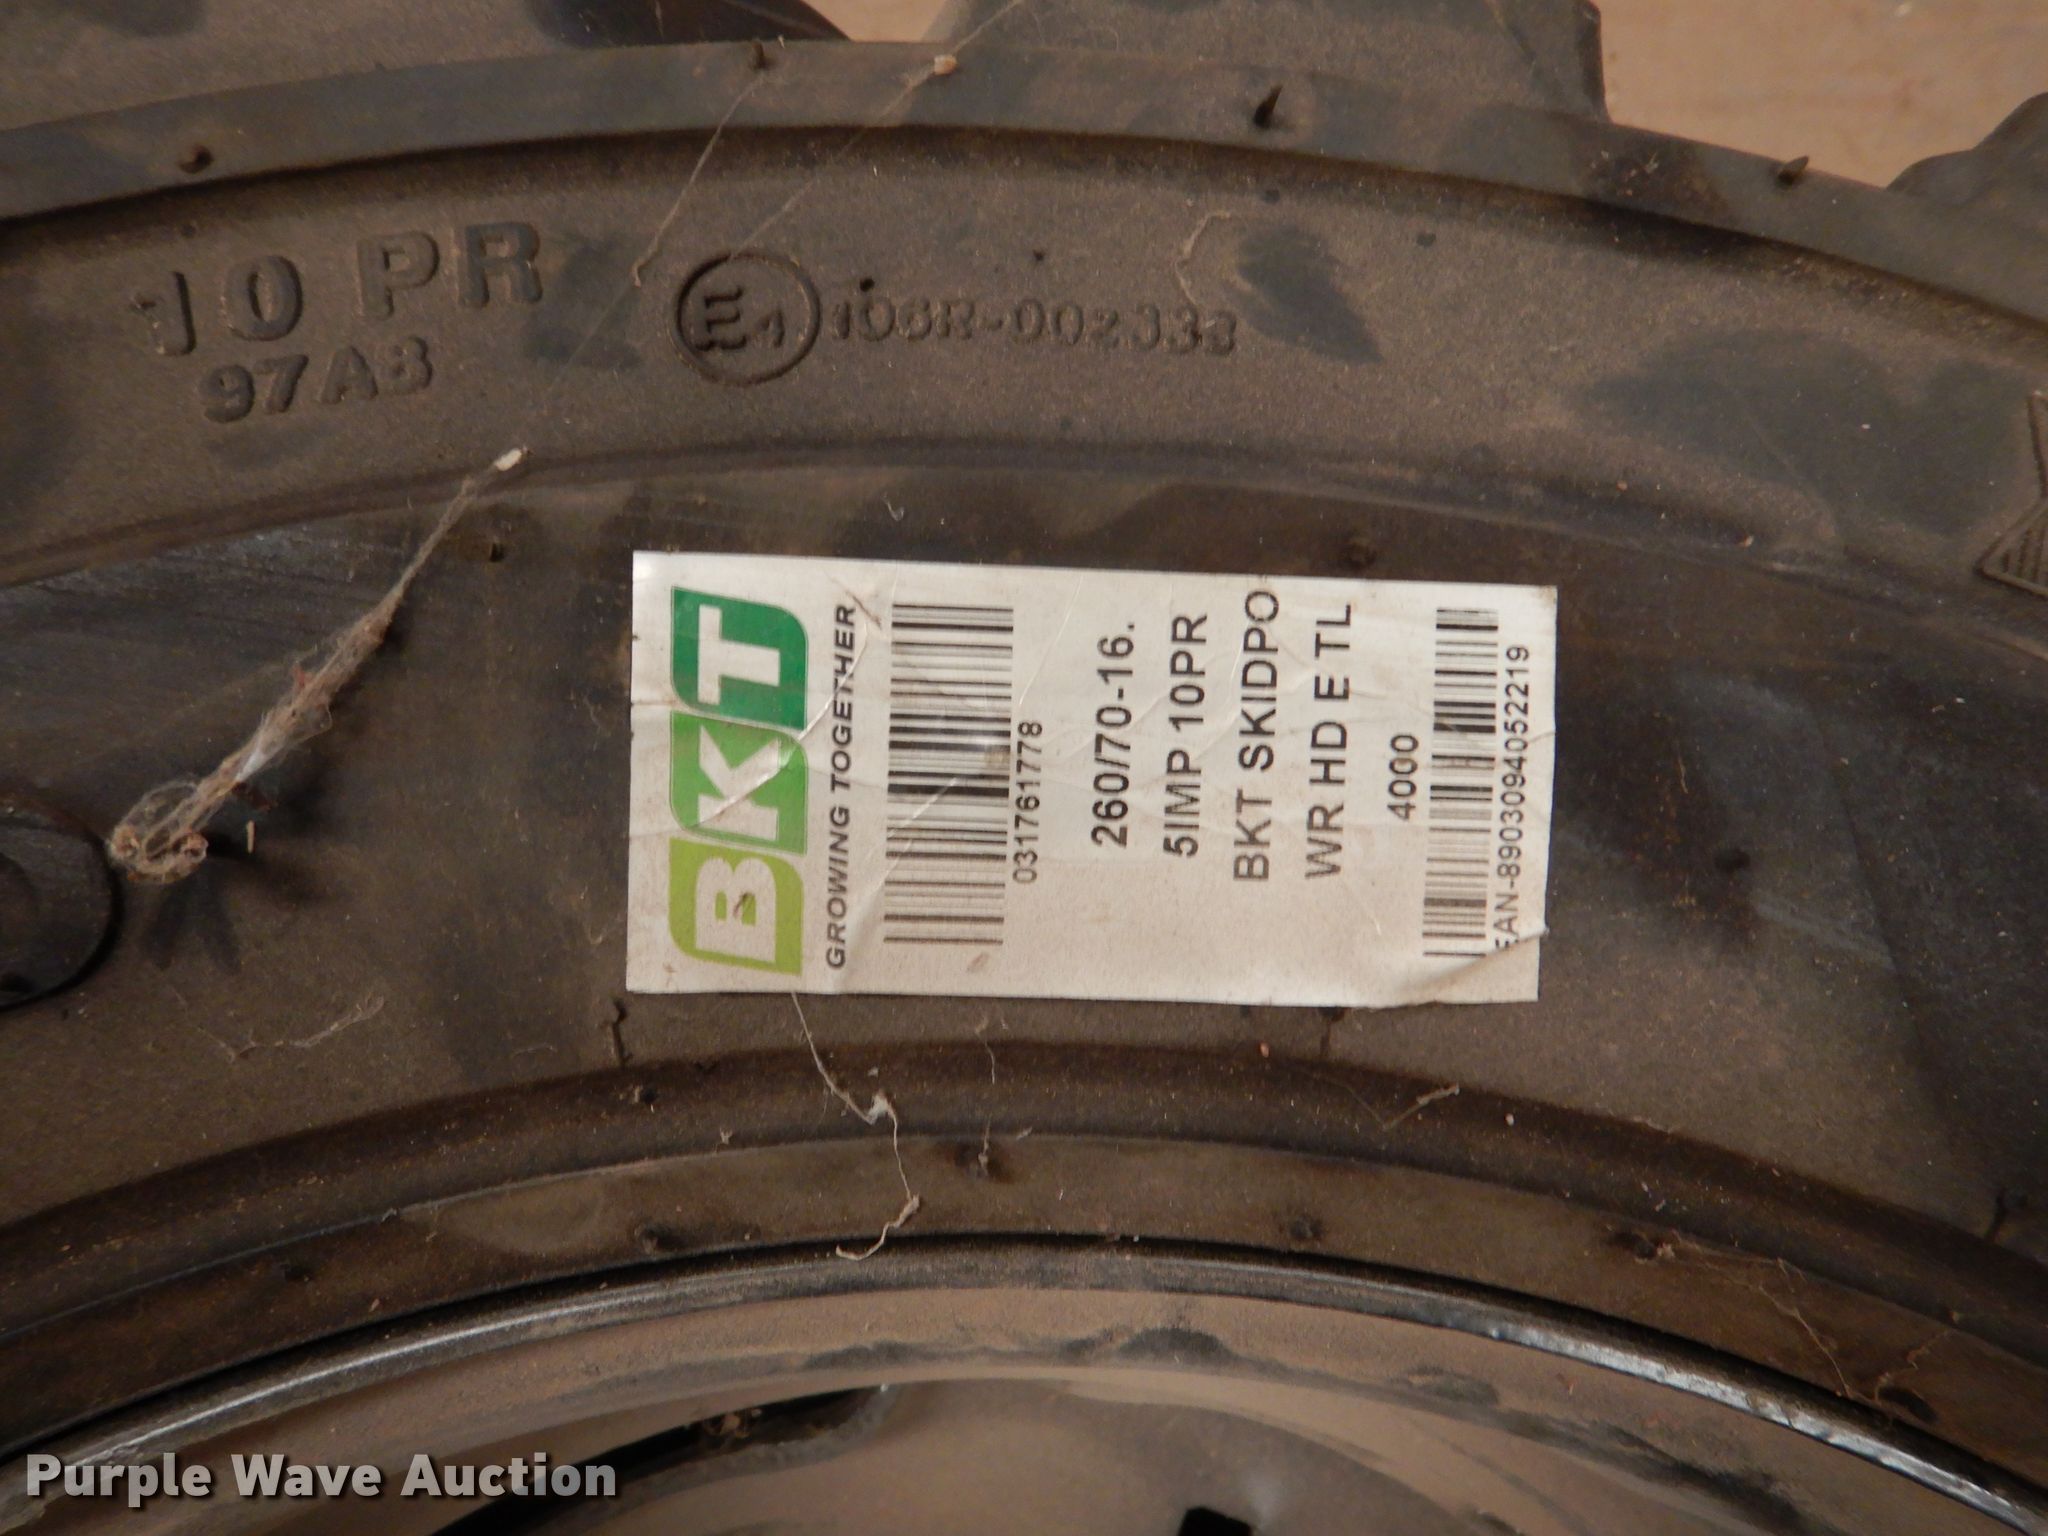 10 PR
97A8
E4 106R-002333
BKT
GROWING TOGETHER
031761778
260/70-16.
5IMP 10PR
BKT SKIDPO
WR HD E TL
4000
EAN-8903094052219
Purple Wave Auction